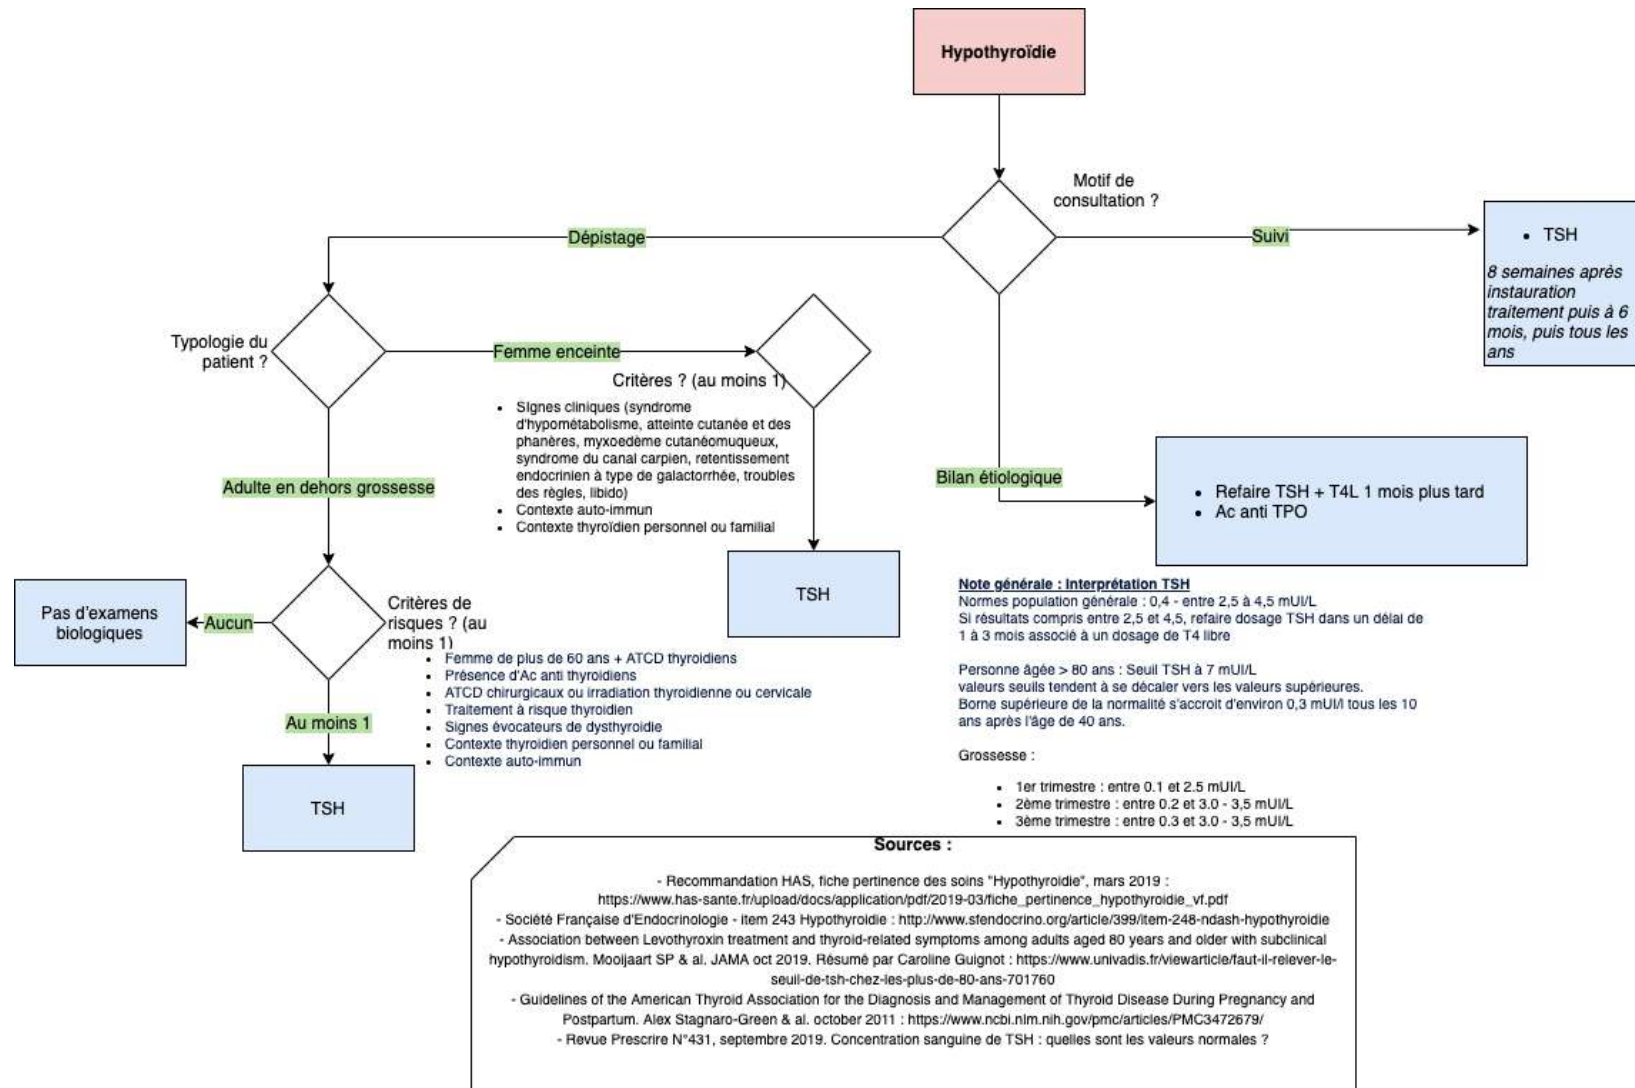 Hypothyroïdie
Motif de
consultation ?
Dépistage
Suivi
• TSH
8 semaines après
instauration
traitement puis à 6
mois, puis tous les
ans
Typologie du
patient ?
Femme enceinte
Critères ? (au moins 1)
• SIgnes cliniques (syndrome
d'hypométabolisme, atteinte cutanée et des
phanères, myxoedème cutanéomuqueux,
syndrome du canal carpien, retentissement
endocrinien à type de galactorrhée, troubles
des règles, libido)
• Contexte auto-immun
• Contexte thyroïdien personnel ou familial
Adulte en dehors grossesse
Bilan étiologique
• Refaire TSH + T4L 1 mois plus tard
• Ac anti TPO
TSH
Pas d'examens
biologiques
Aucun
Critères de
risques ? (au
moins 1)
• Femme de plus de 60 ans + ATCD thyroidiens
• Présence d'Ac anti thyroidiens
• ATCD chirurgicaux ou irradiation thyroidienne ou cervicale
• Traitement à risque thyroidien
• Signes évocateurs de dysthyroidie
• Contexte thyroidien personnel ou familial
• Contexte auto-immun
Au moins 1
TSH
Note générale : Interprétation TSH
Normes population générale : 0,4 - entre 2,5 à 4,5 mUI/L
Si résultats compris entre 2,5 et 4,5, refaire dosage TSH dans un délai de
1 à 3 mois associé à un dosage de T4 libre
Personne âgée > 80 ans : Seuil TSH à 7 mUI/L
valeurs seuils tendent à se décaler vers les valeurs supérieures.
Borne supérieure de la normalité s'accroit d'environ 0,3 mUI/l tous les 10
ans après l'âge de 40 ans.
Grossesse :
• 1er trimestre : entre 0.1 et 2.5 mUI/L
• 2ème trimestre : entre 0.2 et 3.0 - 3,5 mUI/L
• 3ème trimestre : entre 0.3 et 3.0 - 3,5 mUI/L
Sources :
- Recommandation HAS, fiche pertinence des soins "Hypothyroidie", mars 2019 :
https://www.has-sante.fr/upload/docs/application/pdf/2019-03/fiche_pertinence_hypothyroidie_vf.pdf
- Société Française d'Endocrinologie - item 243 Hypothyroidie : http://www.sfendocrino.org/article/399/item-248-ndash-hypothyroidie
- Association between Levothyroxin treatment and thyroid-related symptoms among adults aged 80 years and older with subclinical
hypothyroidism. Mooijaart SP & al. JAMA oct 2019. Résumé par Caroline Guignot : https://www.univadis.fr/viewarticle/faut-il-relever-le-
seuil-de-tsh-chez-les-plus-de-80-ans-701760
- Guidelines of the American Thyroid Association for the Diagnosis and Management of Thyroid Disease During Pregnancy and
Postpartum. Alex Stagnaro-Green & al. october 2011 : https://www.ncbi.nlm.nih.gov/pmc/articles/PMC3472679/
- Revue Prescrire N°431, septembre 2019. Concentration sanguine de TSH : quelles sont les valeurs normales ?